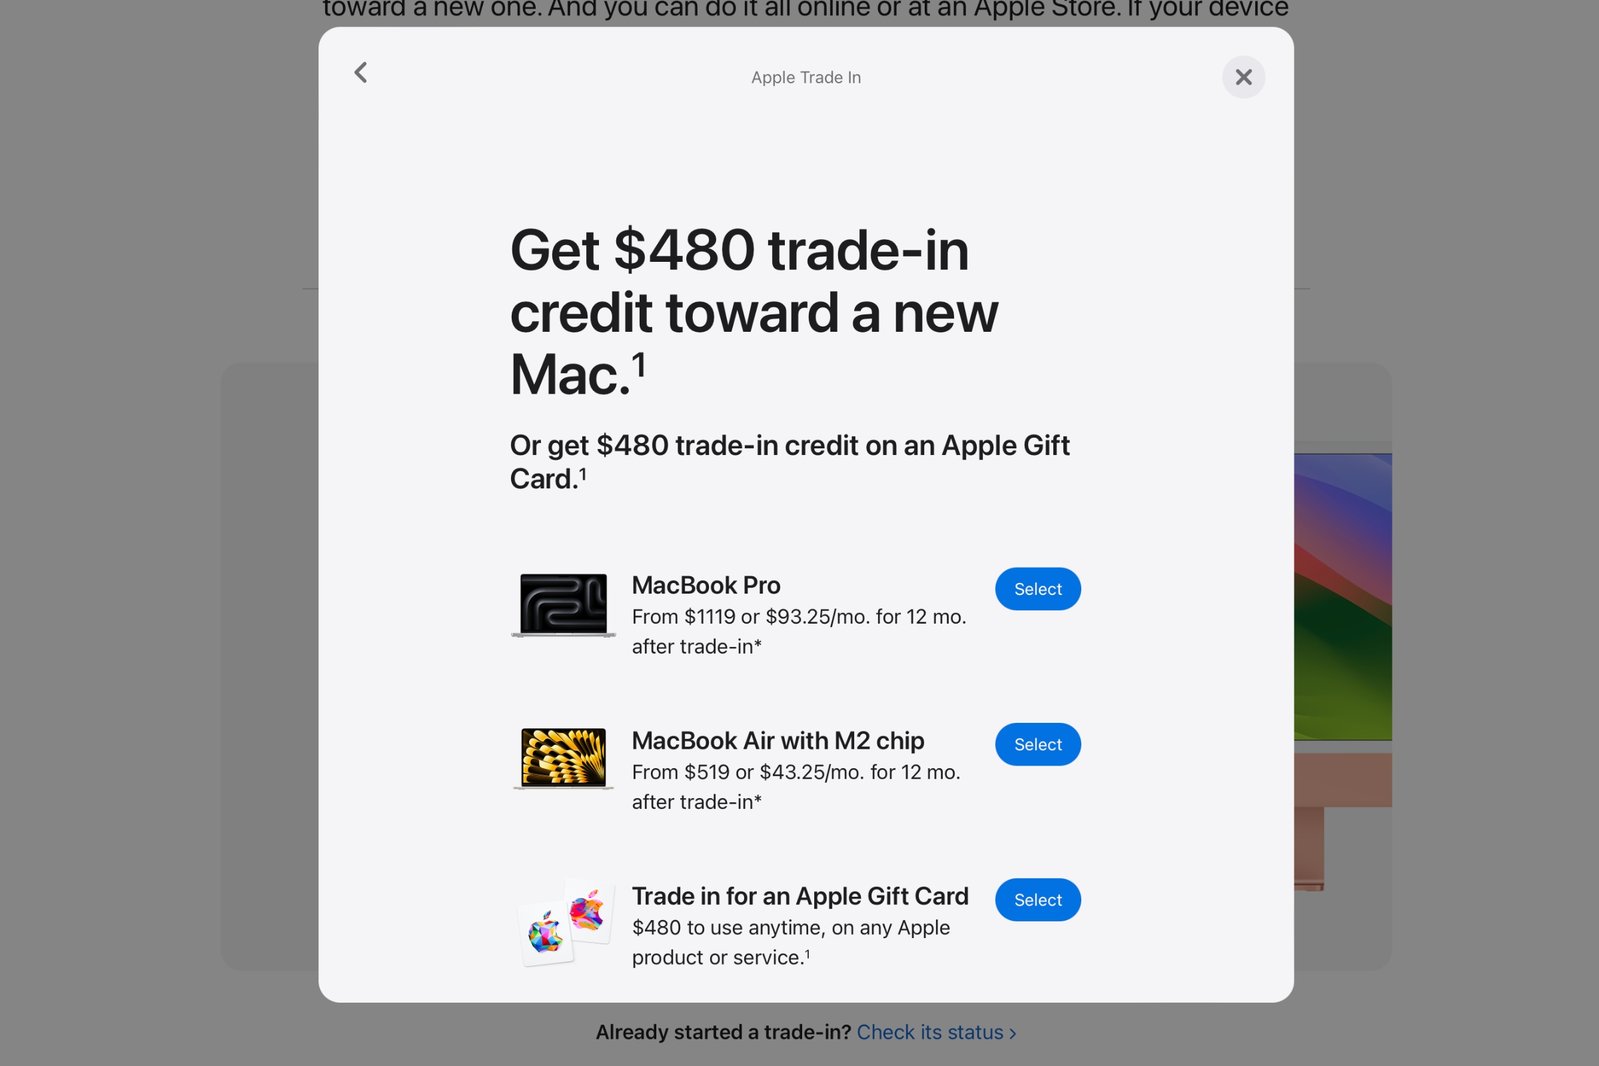 toward a new one. And you can do it all online or at an Apple Store. If your device
Apple Trade In
Get $480 trade-in
credit toward a new
Mac.¹
Or get $480 trade-in credit on an Apple Gift
Card.¹
MacBook Pro
From $1119 or $93.25/mo. for 12 mo.
after trade-in*
Select
MacBook Air with M2 chip
From $519 or $43.25/mo. for 12 mo.
after trade-in*
Select
Trade in for an Apple Gift Card
$480 to use anytime, on any Apple
product or service.¹
Select
Already started a trade-in? Check its status ›